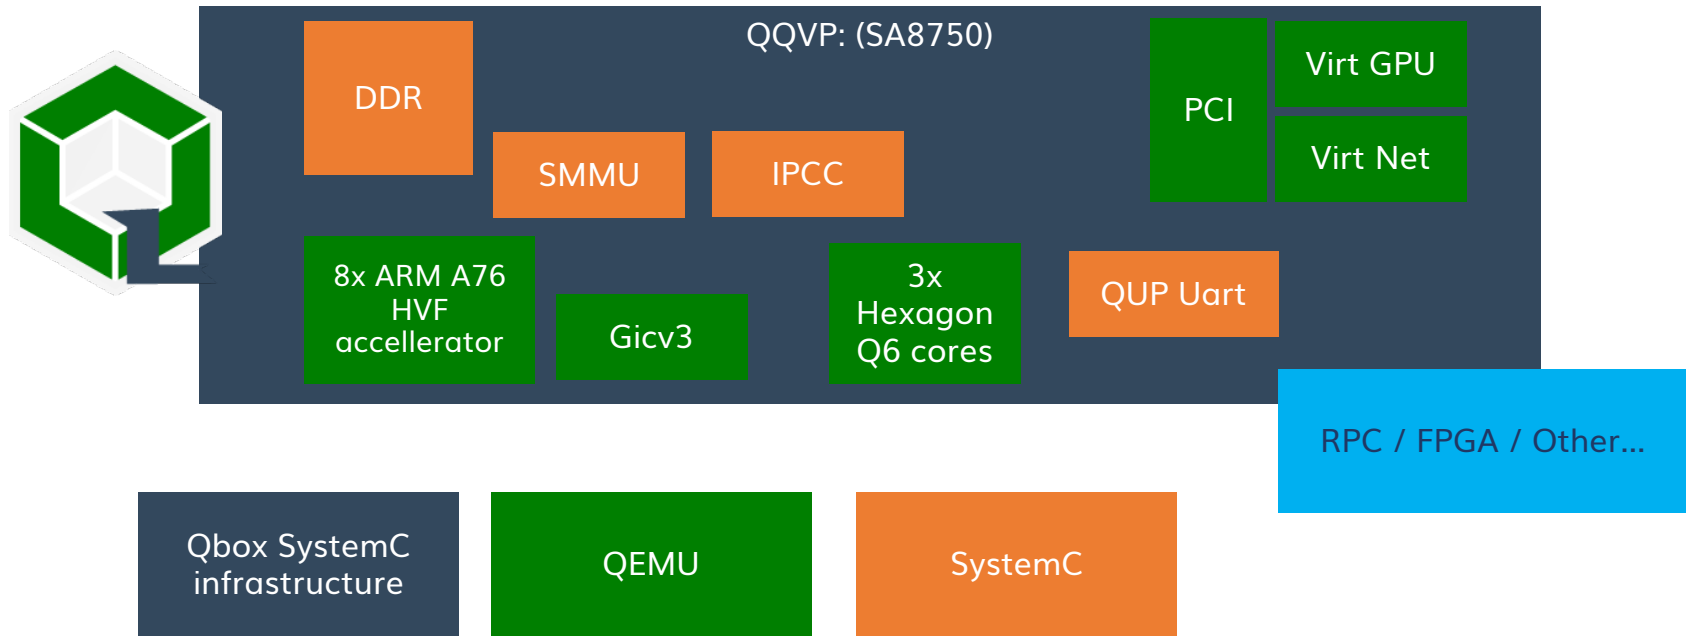 QQVP: (SA8750)
DDR
SMMU
IPCC
PCI
Virt GPU
Virt Net
8x ARM A76
HVF
accellerator
Gicv3
3x
Hexagon
Q6 cores
QUP Uart
RPC / FPGA / Other...
Qbox SystemC
infrastructure
QEMU
SystemC